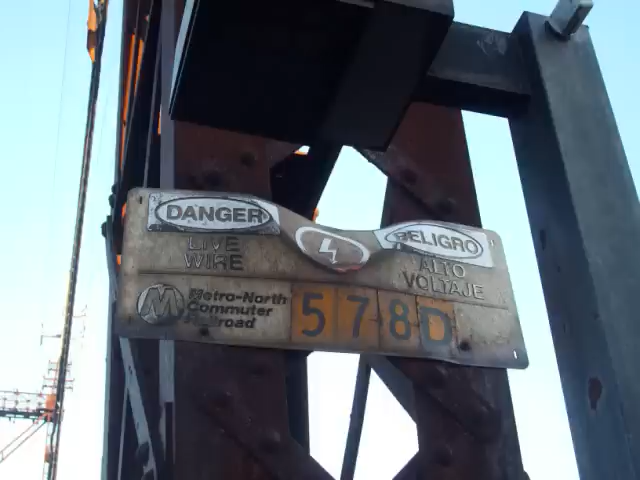 DANGER
LIVE
WIRE
PELIGRO
ALTO
VOLTAJE
M Metro-North
Commuter
Railroad
578D